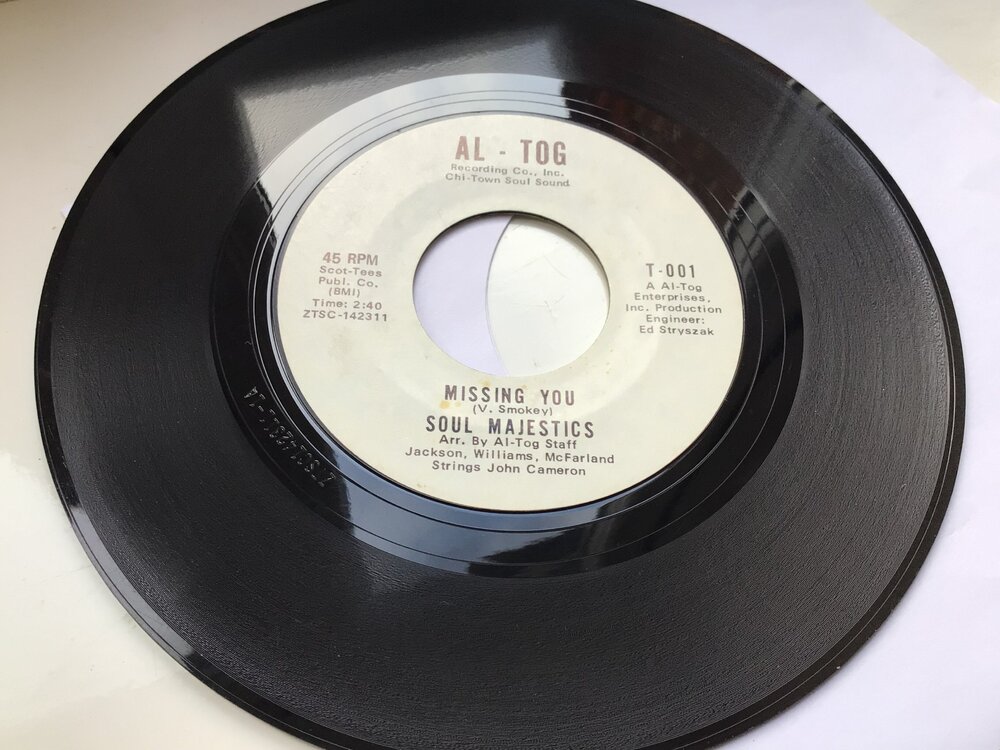 AL - TOG
Recording Co., Inc.
Chi-Town Soul Sound
45 RPM
Scot-Tees
Publ. Co.
(BMI)
Time: 2:40
ZTSC-142311
T-001
A Al-Tog
Enterprises,
Inc. Production
Engineer:
Ed Stryszak
MISSING YOU
(V. Smokey)
SOUL MAJESTICS
Arr. By Al-Tog Staff
Jackson, Williams, McFarland
Strings John Cameron